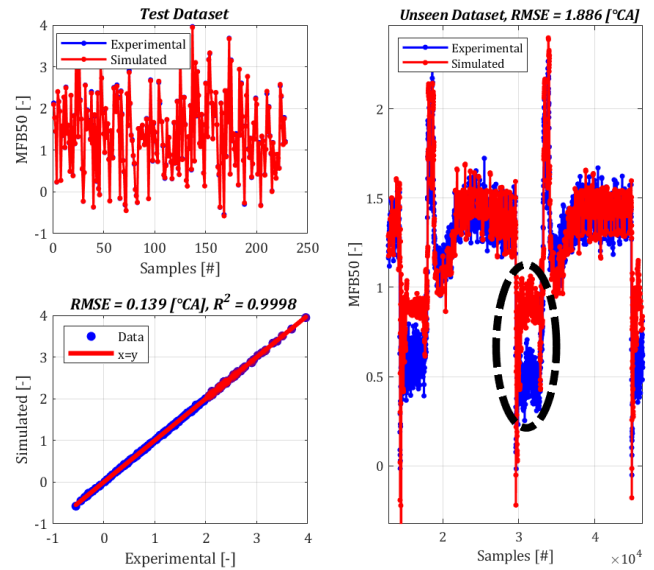 Test Dataset
Experimental
Simulated
MFB50 [-]
4
3
2
1
0
-1
0
50
100
150
200
250
Samples [#]
RMSE = 0.139 [°CA], R² = 0.9998
Data
x=y
Simulated [-]
4
3
2
1
0
-1
-1
0
1
2
3
4
Experimental [-]
Unseen Dataset, RMSE = 1.886 [°CA]
Experimental
Simulated
MFB50 [-]
2
1.5
1
0.5
0
2
3
4
Samples [#]
×10⁴